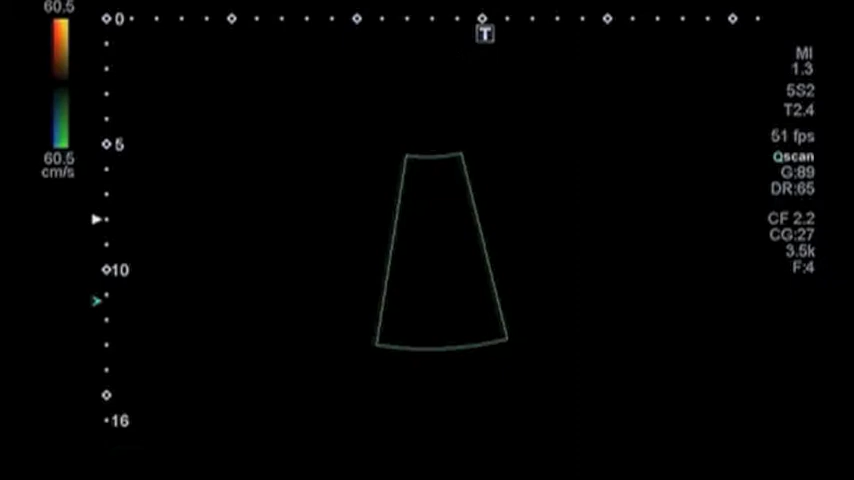 60.5
0
T
MI
1.3
5S2
T2.4
51 fps
Qscan
G:89
DR:65
CF 2.2
CG:27
3.5k
F:4
5
60.5
cm/s
10
16